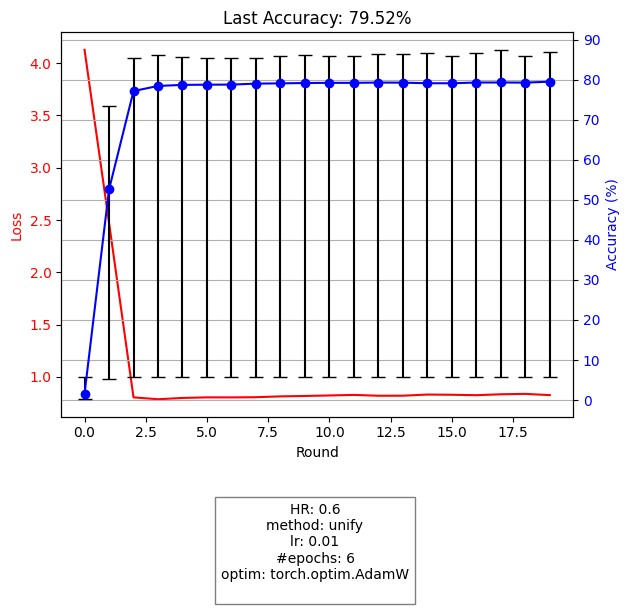 Last Accuracy: 79.52%
4.0
3.5
3.0
2.5
2.0
1.5
1.0
Loss
90
80
70
60
50
40
30
20
10
0
Accuracy (%)
0.0 2.5 5.0 7.5 10.0 12.5 15.0 17.5
Round
HR: 0.6
method: unify
lr: 0.01
#epochs: 6
optim: torch.optim.AdamW